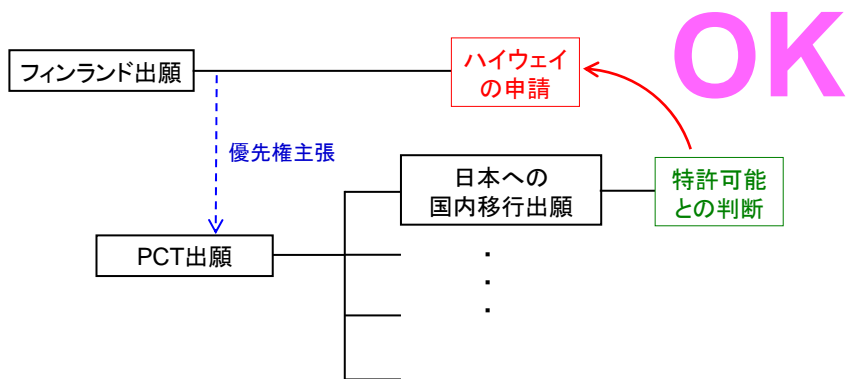 OK
フィンランド出願
ハイウェイ
の申請
優先権主張
日本への
国内移行出願
特許可能
との判断
PCT出願